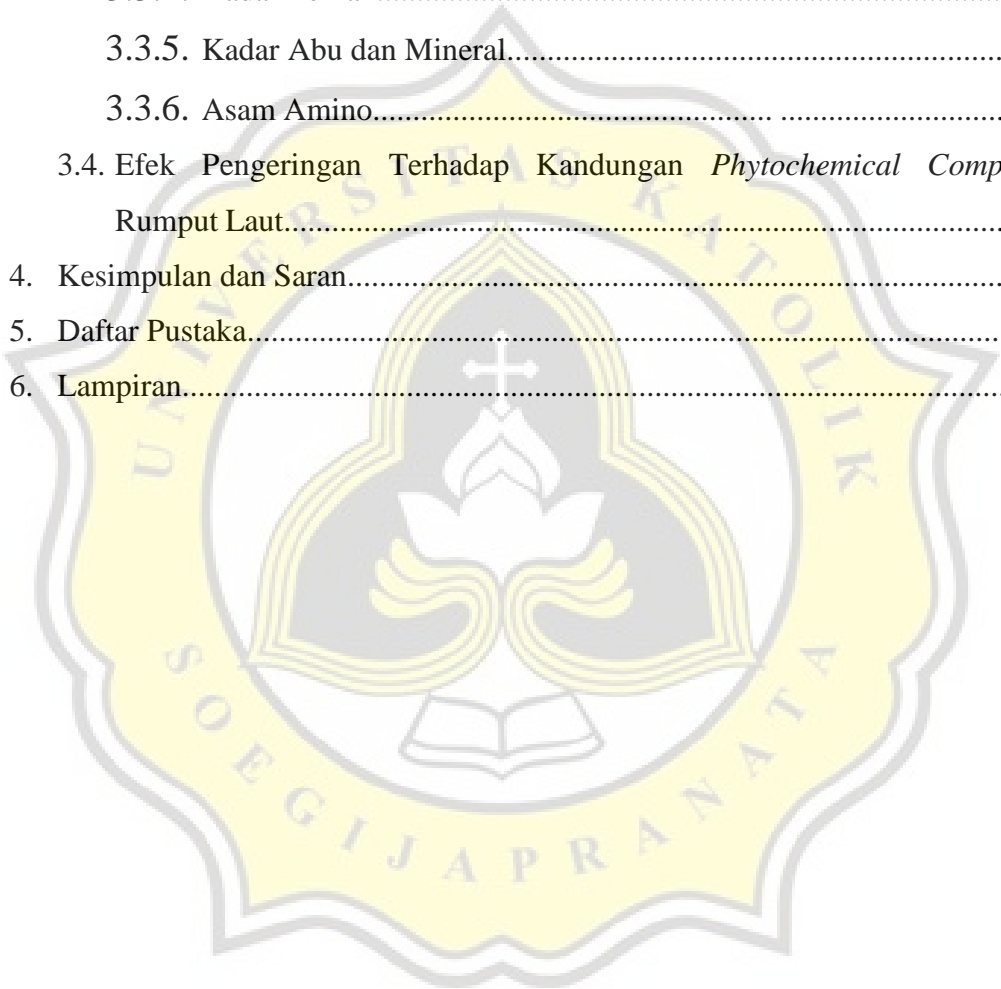 3.3.5. Kadar Abu dan Mineral............................................................
3.3.6. Asam Amino.................................................. ............................
3.4. Efek Pengeringan Terhadap Kandungan Phytochemical
Rumput Laut..........................................................................................
4. Kesimpulan dan Saran..................................................................................
5. Daftar Pustaka..............................................................................................
6. Lampiran.......................................................................................................
UNIVERSITAS KATOLIK
SOEGIJAPRANATA